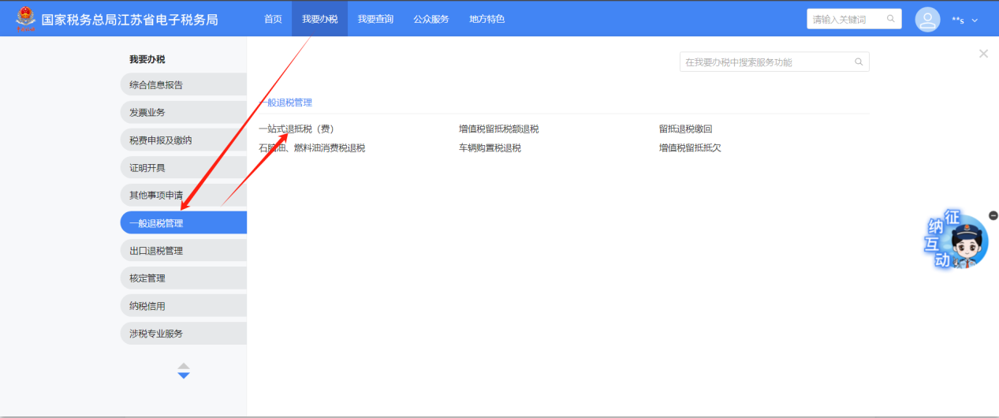 国家税务总局江苏省电子税务局 首页 我要办税 我要查询 公众服务 地方特色 请输入关键词 **s
我要办税
在我要办税中搜索服务功能
综合信息报告
发票业务
税费申报及缴纳
证明开具
其他事项申请
一般退税管理
出口退税管理
核定管理
纳税信用
涉税专业服务
一般退税管理
一站式退抵税（费） 增值税留抵税额退税 留抵退税缴回
石脑油、燃料油消费税退税 车辆购置税退税 增值税留抵抵欠
征纳互动